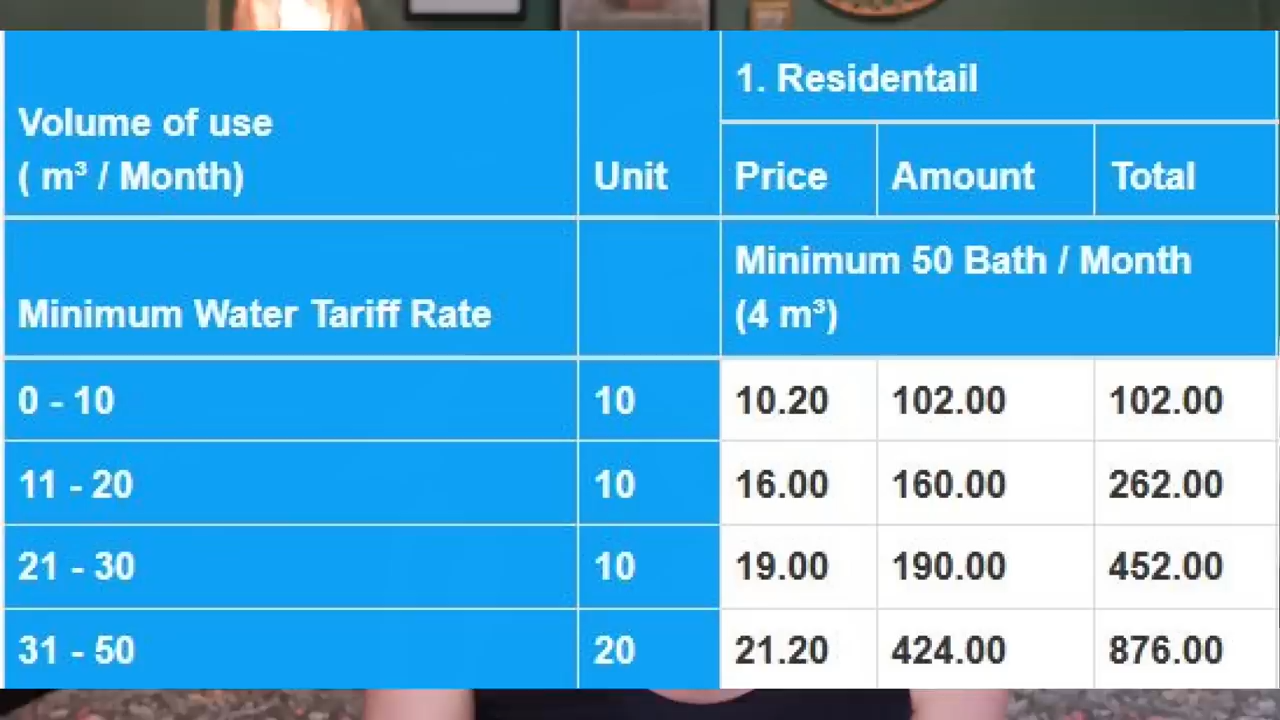 1. Residentail
Volume of use
( m³ / Month)
Unit
Price
Amount
Total
Minimum Water Tariff Rate
Minimum 50 Bath / Month
(4 m³)
0 - 10
10
10.20
102.00
102.00
11 - 20
10
16.00
160.00
262.00
21 - 30
10
19.00
190.00
452.00
31 - 50
20
21.20
424.00
876.00